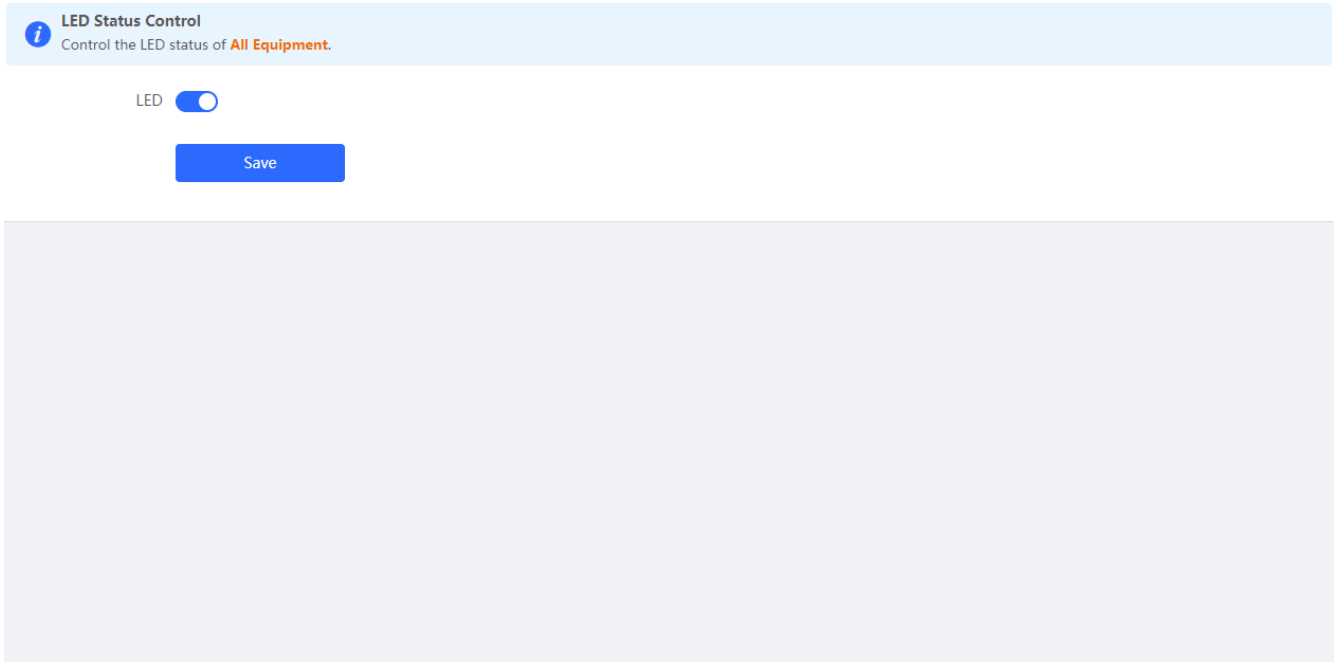 LED Status Control
Control the LED status of All Equipment.
LED
Save